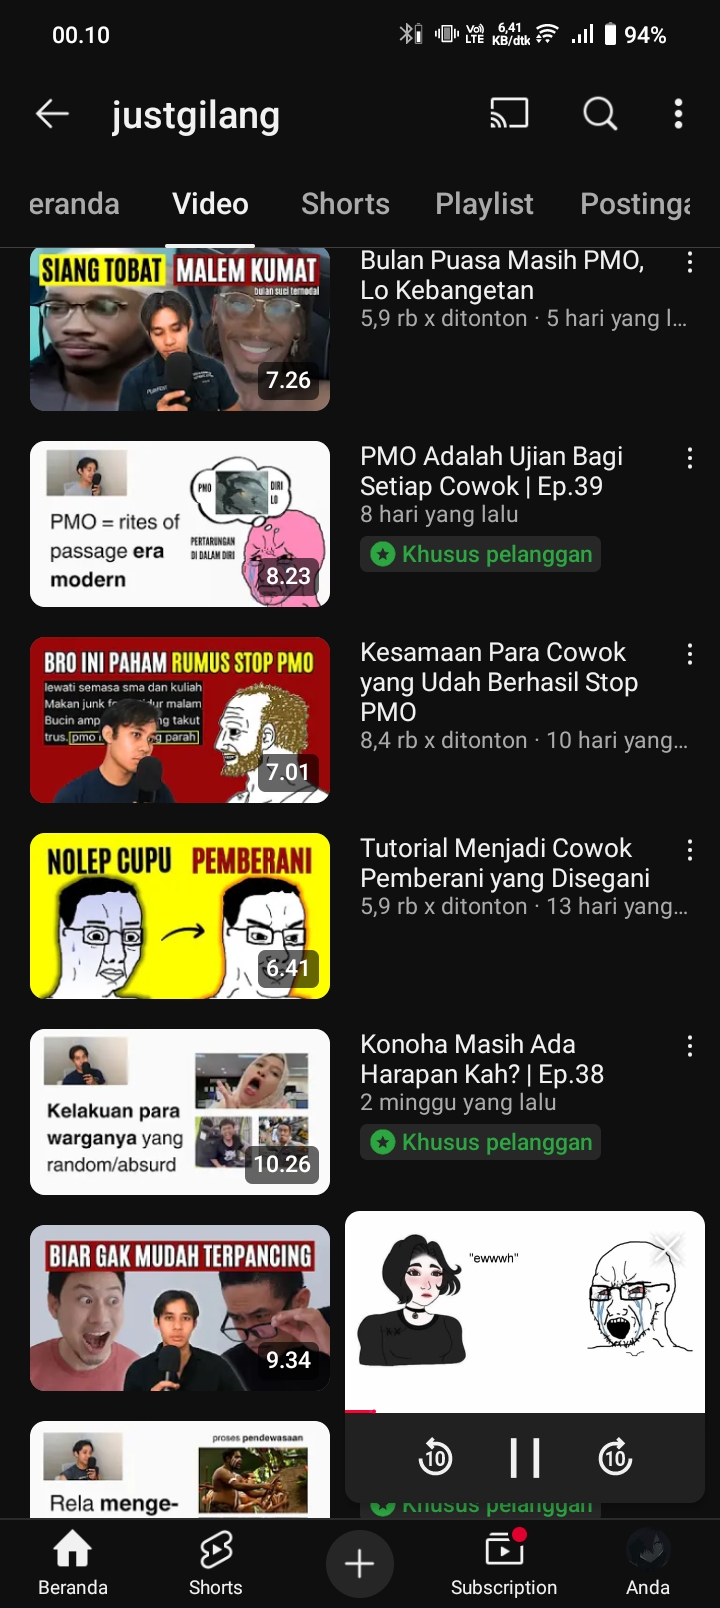 00.10
Vo) LTE
6,41 KB/dtk
94%
justgilang
eranda
Video
Shorts
Playlist
Postinga
SIANG TOBAT MALEM KUMAT
bulan suci ternodai
7.26
Bulan Puasa Masih PMO,
Lo Kebangetan
5,9 rb x ditonton · 5 hari yang l...
PMO = rites of
passage era
modern
PMO
DIRI
LO
PERTARUNGAN
DI DALAM DIRI
8.23
PMO Adalah Ujian Bagi
Setiap Cowok | Ep.39
8 hari yang lalu
Khusus pelanggan
BRO INI PAHAM RUMUS STOP PMO
lewati semasa sma dan kuliah
Makan junk fo dur malam
Bucin amp ng takut
trus. pmo g parah
7.01
Kesamaan Para Cowok
yang Udah Berhasil Stop
PMO
8,4 rb x ditonton · 10 hari yang...
NOLEP CUPU PEMBERANI
6.41
Tutorial Menjadi Cowok
Pemberani yang Disegani
5,9 rb x ditonton · 13 hari yang...
Kelakuan para
warganya yang
random/absurd
10.26
Konoha Masih Ada
Harapan Kah? | Ep.38
2 minggu yang lalu
Khusus pelanggan
BIAR GAK MUDAH TERPANCING
9.34
"ewwwh"
10
10
proses pendewasaan
Rela menge-
Khusus pelanggan
Beranda
Shorts
Subscription
Anda